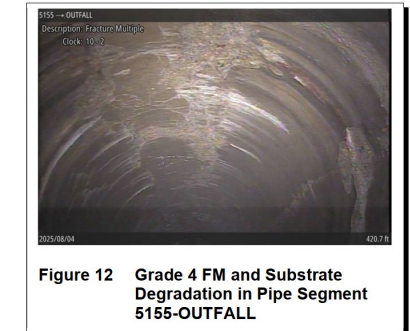 5155 → OUTFALL
Description: Fracture Multiple
Clock: 10 - 2
2025/08/04
420.7 ft
Figure 12 Grade 4 FM and Substrate
Degradation in Pipe Segment
5155-OUTFALL